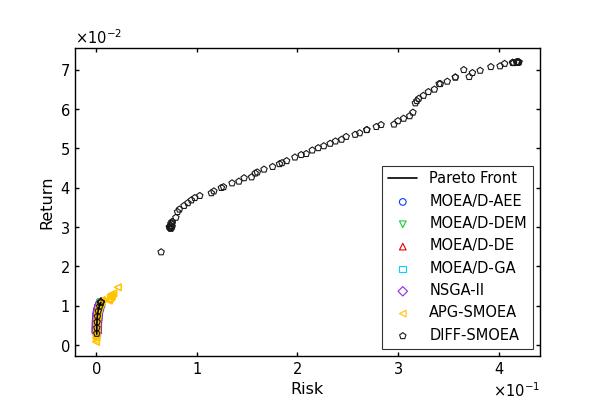 ×10⁻²
7
6
5
4
3
2
1
0
Return
Pareto Front
MOEA/D-AEE
MOEA/D-DEM
MOEA/D-DE
MOEA/D-GA
NSGA-II
APG-SMOEA
DIFF-SMOEA
0 1 2 3 4
Risk
×10⁻¹